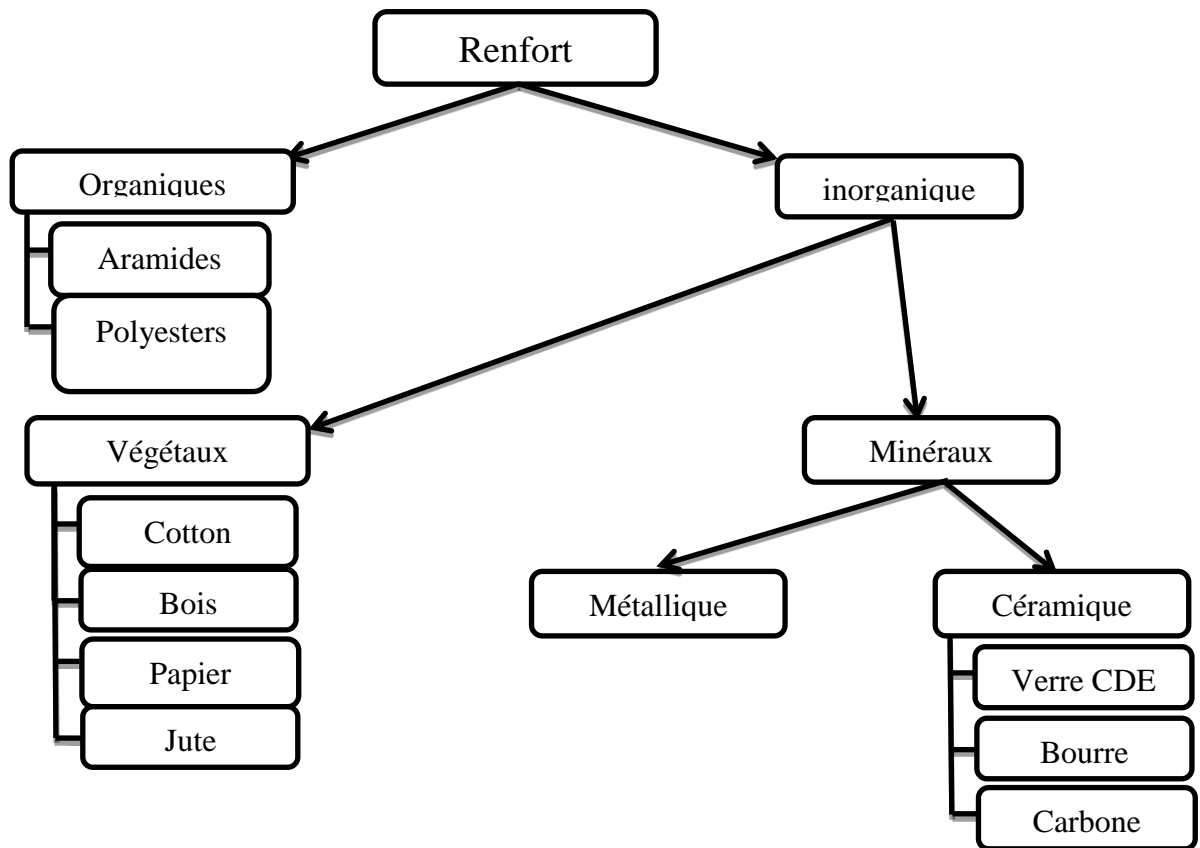 Renfort
Organiques
inorganique
Aramides
Polyesters
Végétaux
Minéraux
Cotton
Bois
Papier
Jute
Métallique
Céramique
Verre CDE
Bourre
Carbone